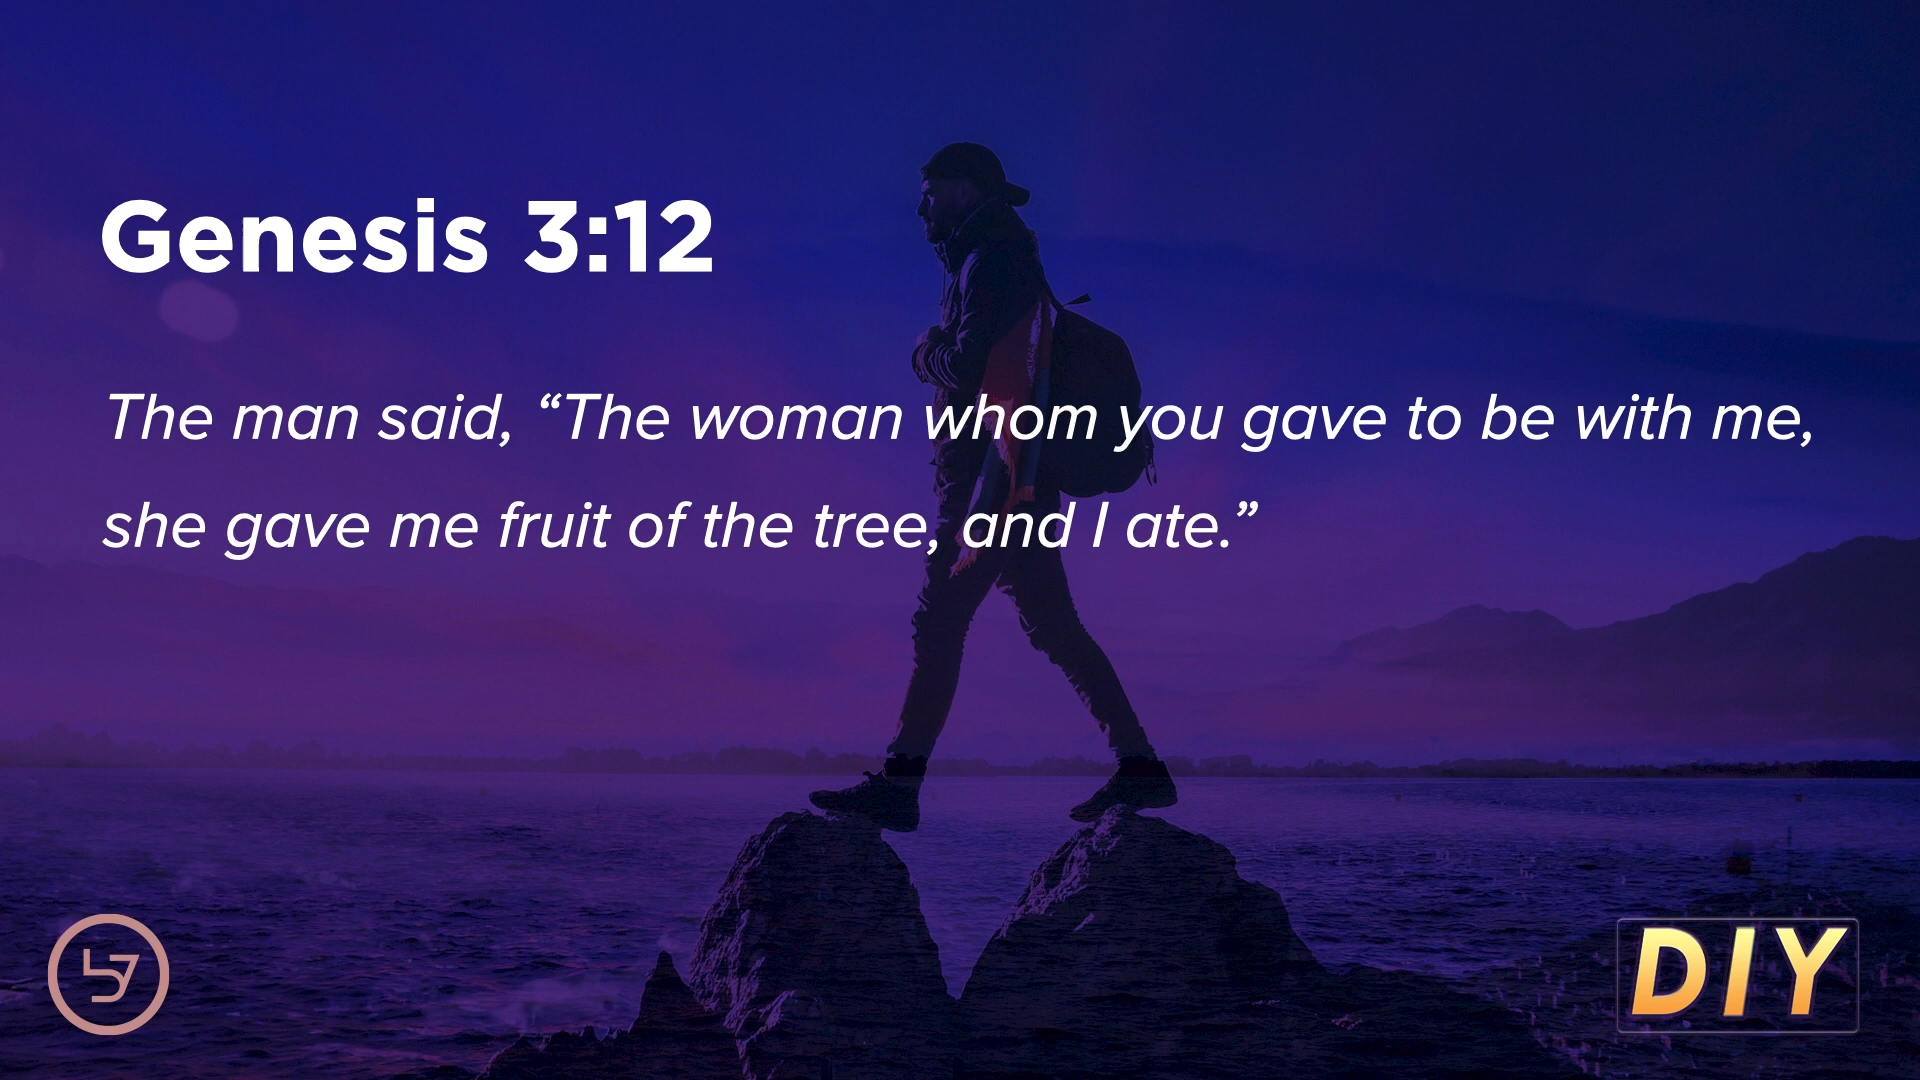 Genesis 3:12
The man said, “The woman whom you gave to be with me,
she gave me fruit of the tree, and I ate.”
DIY